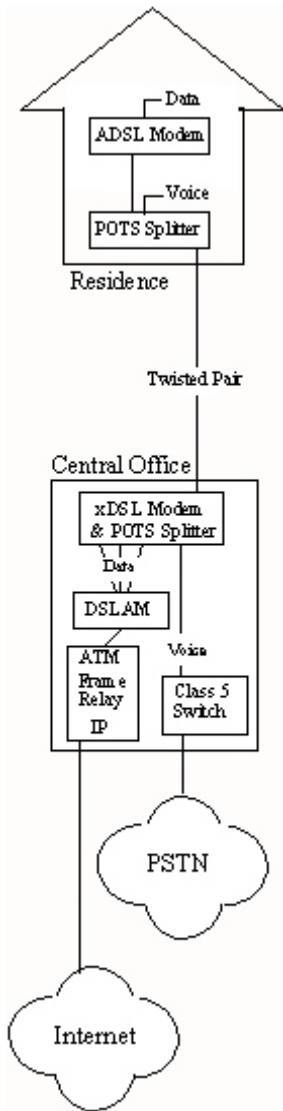 Data
ADSL Modem
Voice
POTS Splitter
Residence
Twisted Pair
Central Office
xDSL Modem
& POTS Splitter
Data
DSLAM
Voice
ATM
Frame
Relay
IP
Class 5
Switch
PSTN
Internet